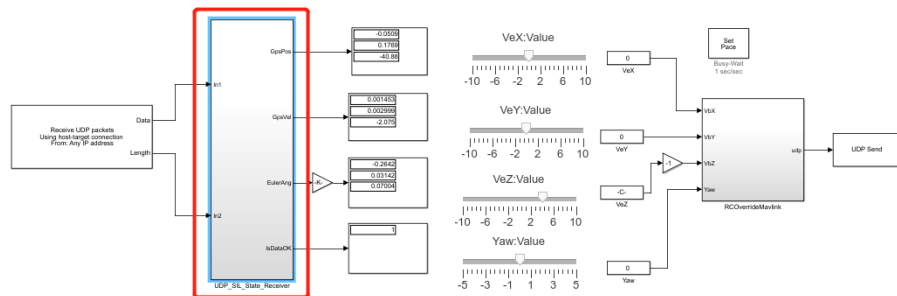 Receive UDP packets
Using host-target connection
From: Any IP address
Data
Length
In1
In2
GpsPos
GpsVel
EulerAng
IsDataOK
UDP_SIL_State_Receiver
-K-
-0.0509
0.1769
-40.88
0.001453
0.002999
-2.075
-0.2642
0.03142
0.07004
1
VeX:Value
-10 -6 -2 0 2 6 10
VeY:Value
-10 -6 -2 0 2 6 10
VeZ:Value
-10 -6 -2 0 2 6 10
Yaw:Value
-5 -3 -1 1 3 5
0
VeX
0
VeY
-C-
VeZ
0
Yaw
-1
Set
Pace
Busy-Wait
1 sec/sec
VbX
VbY
VbZ
Yaw
udp
RCOverrideMavlink
UDP Send